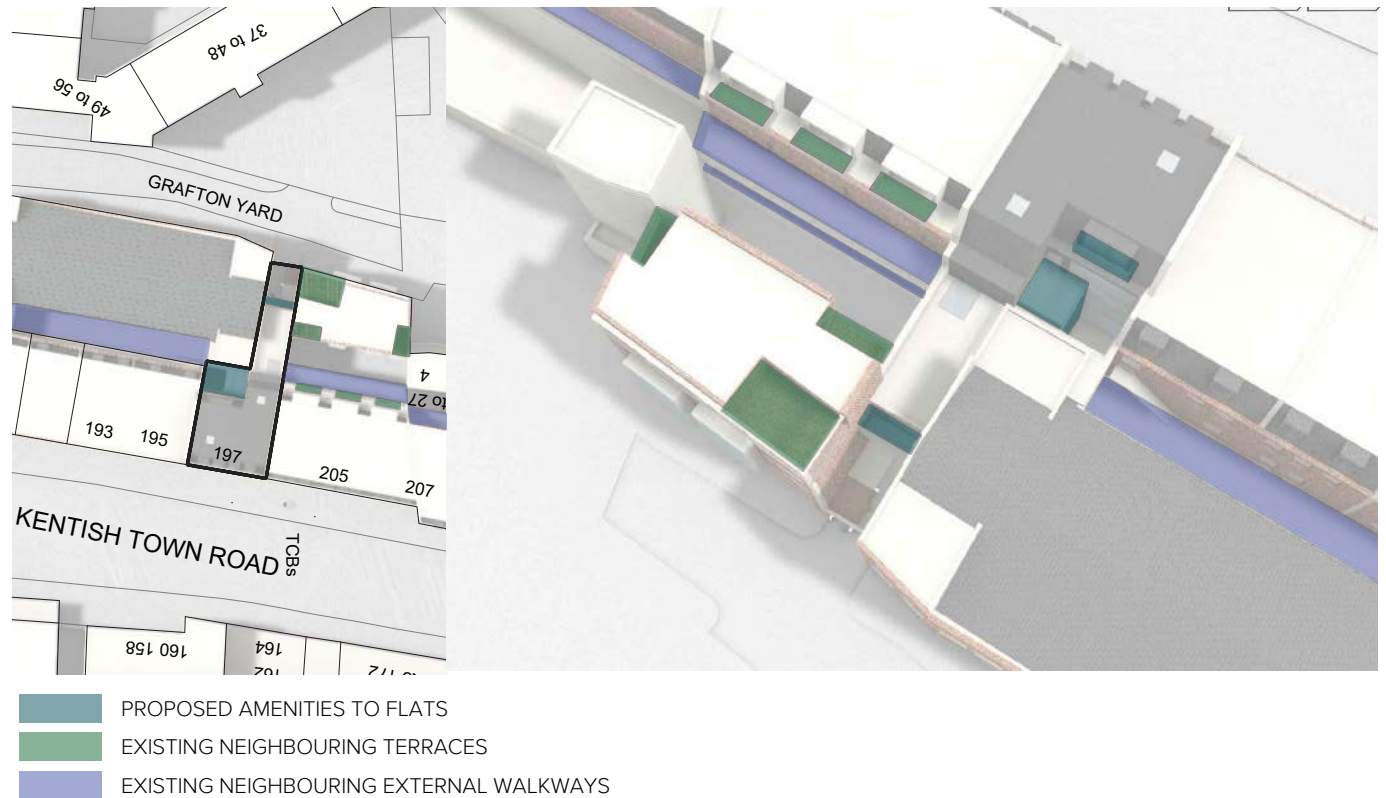 37 to 48
49 to 56
GRAFTON YARD
4
to 27
193
195
197
205
207
KENTISH TOWN ROAD
TCBs
158
160
164
162
172
PROPOSED AMENITIES TO FLATS
EXISTING NEIGHBOURING TERRACES
EXISTING NEIGHBOURING EXTERNAL WALKWAYS